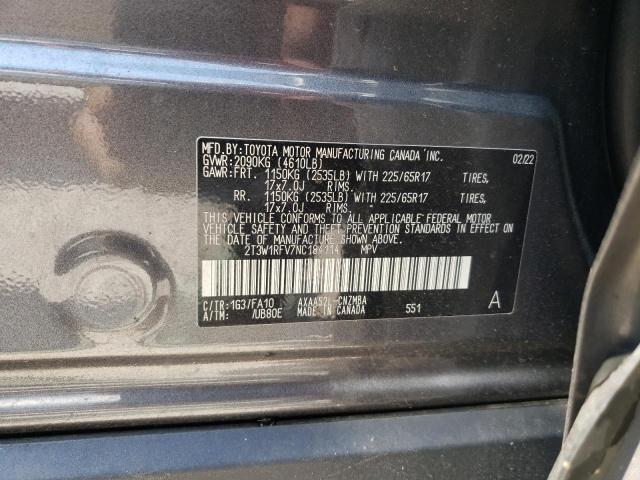 MFD.BY:TOYOTA MOTOR MANUFACTURING CANADA INC. 02/22
GVWR:2090KG (4610LB)
GAWR:FRT. 1150KG (2535LB) WITH 225/65R17 TIRES,
17x7.0J RIMS.
RR. 1150KG (2535LB) WITH 225/65R17 TIRES,
17x7.0J RIMS.
THIS VEHICLE CONFORMS TO ALL APPLICABLE FEDERAL MOTOR
VEHICLE SAFETY AND THEFT PREVENTION STANDARDS IN EFFECT
ON THE DATE OF MANUFACTURE SHOWN ABOVE.
MPV
C/TR:1G3/FA10 AXAA52L-CNZMBA 551 A
A/TM: /UB80E MADE IN CANADA